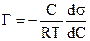 Γ = − C/RT dσ/dC